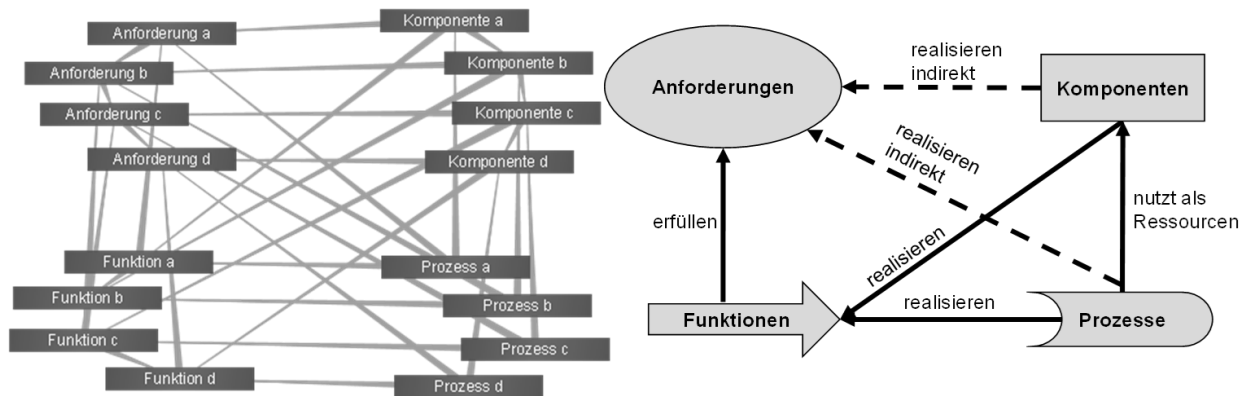 Anforderung a
Anforderung b
Anforderung c
Anforderung d
Komponente a
Komponente b
Komponente c
Komponente d
Funktion a
Funktion b
Funktion c
Funktion d
Prozess a
Prozess b
Prozess c
Prozess d
Anforderungen
realisieren
indirekt
Komponenten
realisieren
indirekt
erfüllen
realisieren
nutzt als
Ressourcen
Funktionen
realisieren
Prozesse